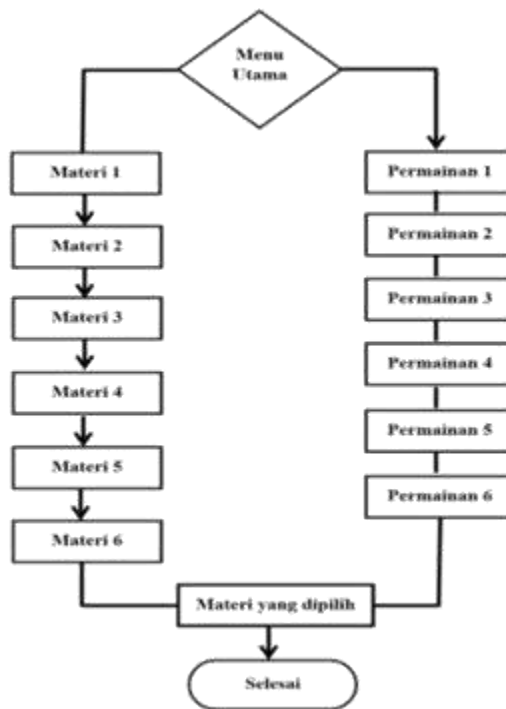 Menu
Utama
Materi 1
Materi 2
Materi 3
Materi 4
Materi 5
Materi 6
Permainan 1
Permainan 2
Permainan 3
Permainan 4
Permainan 5
Permainan 6
Materi yang dipilih
Selesai